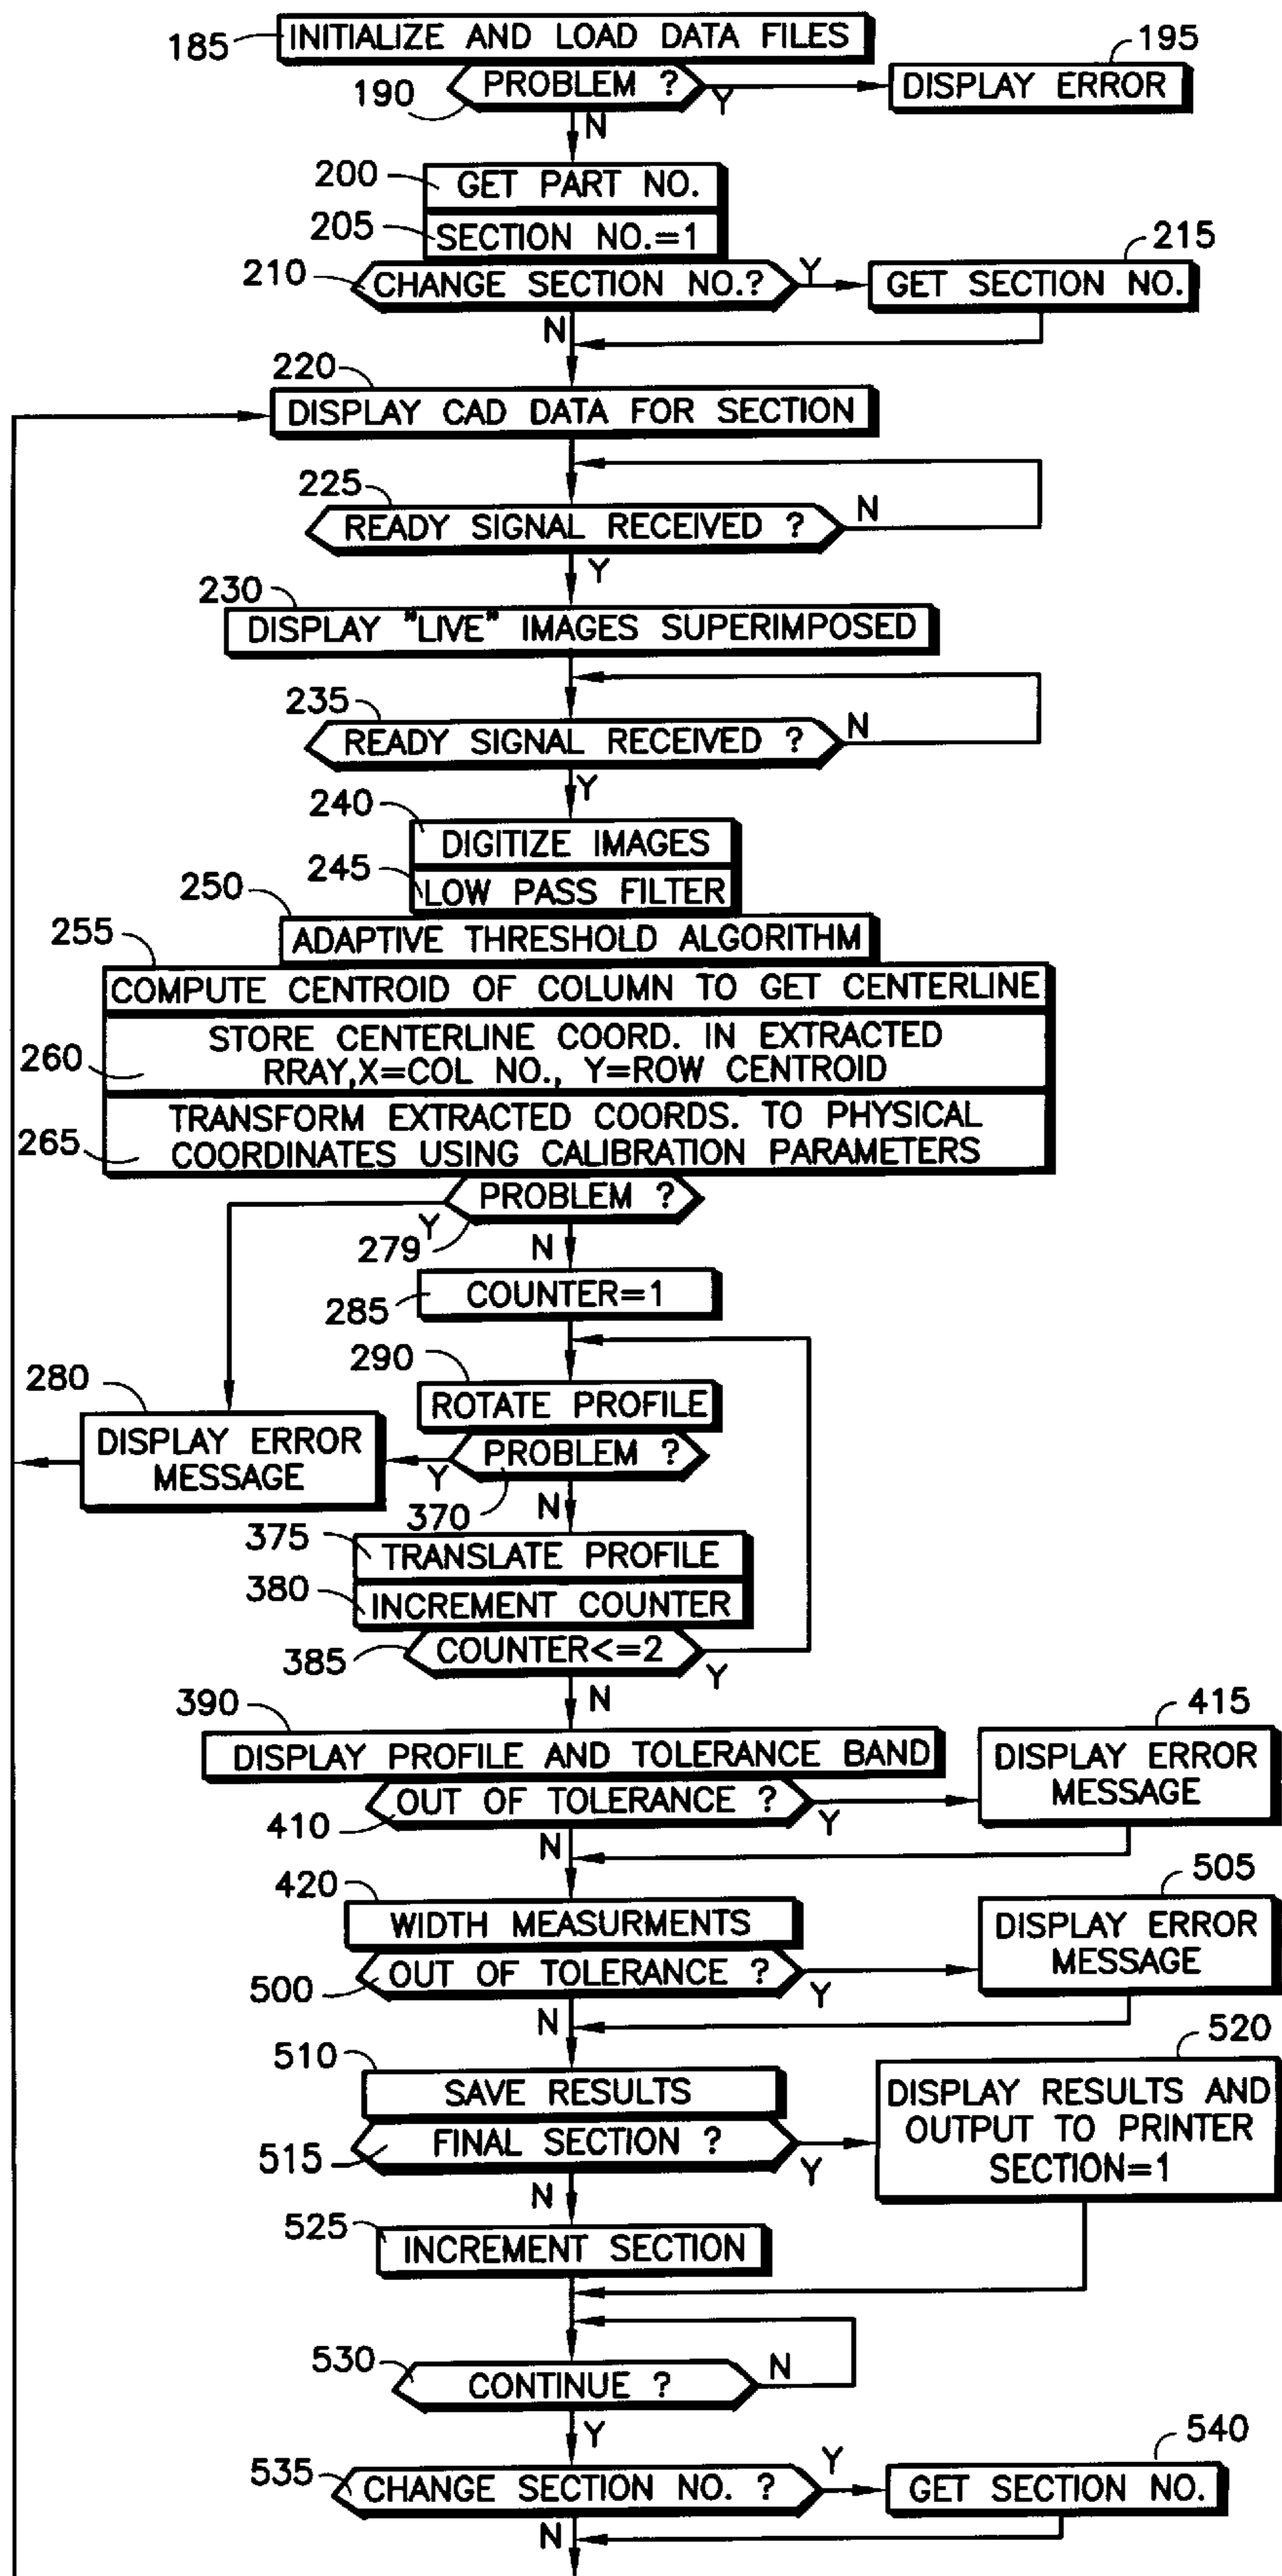 185 INITIALIZE AND LOAD DATA FILES
190 PROBLEM ? Y
195
DISPLAY ERROR
N
200 GET PART NO.
205 SECTION NO.=1
210 CHANGE SECTION NO.? Y
215
GET SECTION NO.
N
220
DISPLAY CAD DATA FOR SECTION
225
READY SIGNAL RECEIVED ? N
Y
230
DISPLAY "LIVE" IMAGES SUPERIMPOSED
235
READY SIGNAL RECEIVED ? N
Y
240
DIGITIZE IMAGES
245
LOW PASS FILTER
250
ADAPTIVE THRESHOLD ALGORITHM
255
COMPUTE CENTROID OF COLUMN TO GET CENTERLINE
260
STORE CENTERLINE COORD. IN EXTRACTED
RRAY,X=COL NO., Y=ROW CENTROID
265
TRANSFORM EXTRACTED COORDS. TO PHYSICAL
COORDINATES USING CALIBRATION PARAMETERS
PROBLEM ?
Y
279
N
285 COUNTER=1
290
ROTATE PROFILE
280
DISPLAY ERROR
MESSAGE
PROBLEM ?
Y
370
N
375 TRANSLATE PROFILE
380 INCREMENT COUNTER
385 COUNTER<=2 Y
N
390
DISPLAY PROFILE AND TOLERANCE BAND
415
DISPLAY ERROR
MESSAGE
410 OUT OF TOLERANCE ? Y
N
420
WIDTH MEASURMENTS
505
DISPLAY ERROR
MESSAGE
500 OUT OF TOLERANCE ? Y
N
510
SAVE RESULTS
520
DISPLAY RESULTS AND
OUTPUT TO PRINTER
SECTION=1
515 FINAL SECTION ? Y
N
525
INCREMENT SECTION
530 CONTINUE ? N
Y
535 CHANGE SECTION NO. ? Y
540
GET SECTION NO.
N